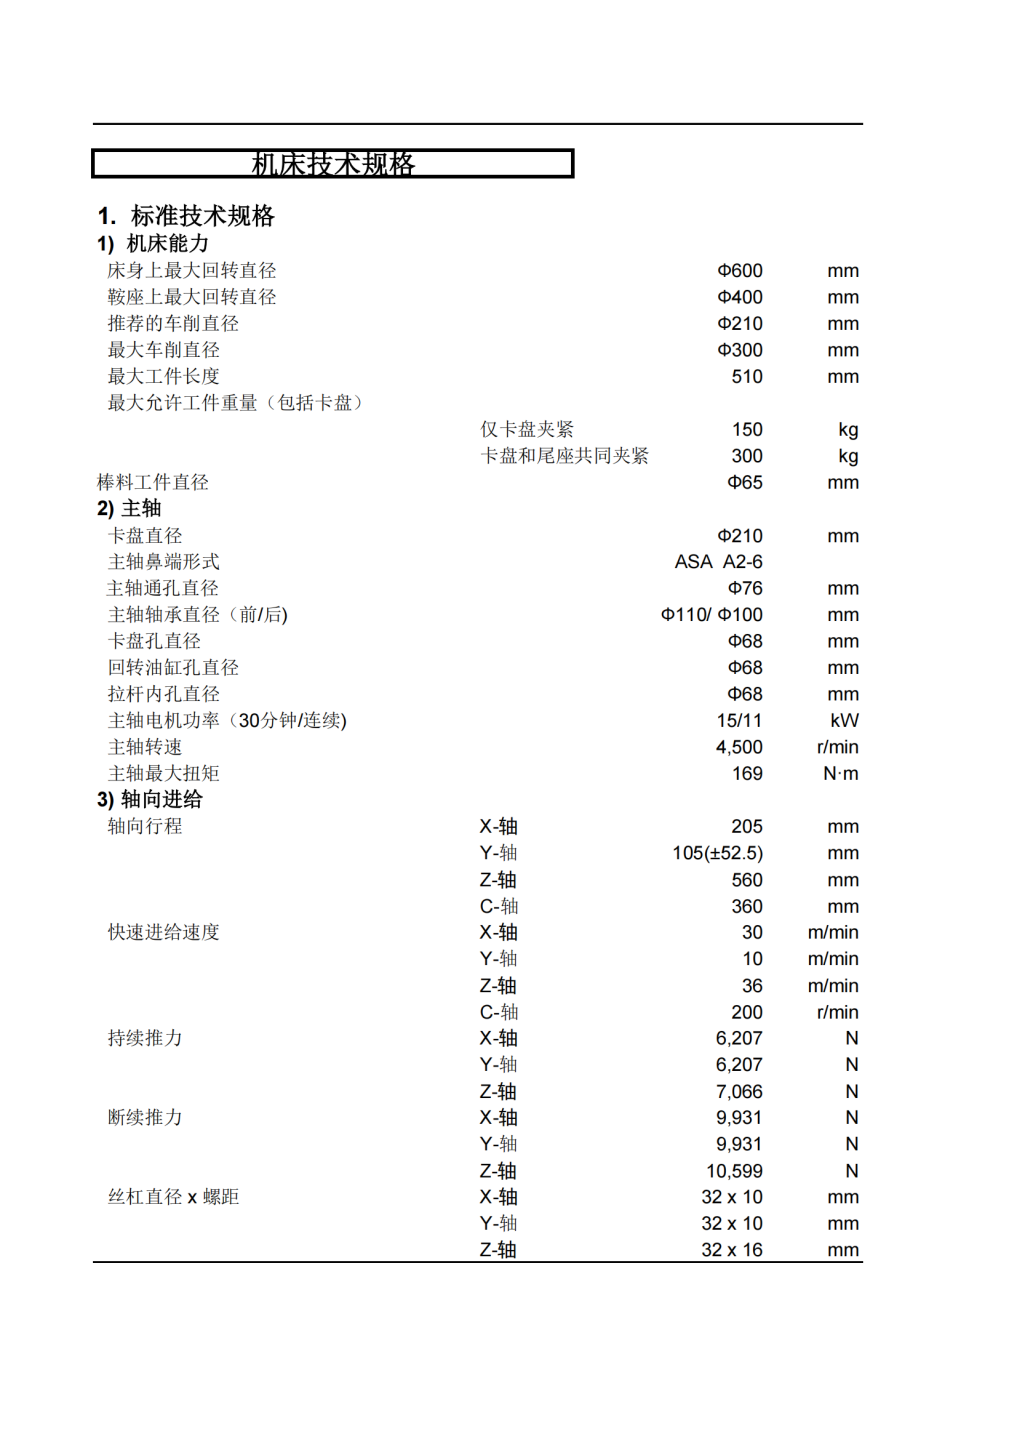 机床技术规格
1. 标准技术规格
1) 机床能力
床身上最大回转直径 Φ600 mm
鞍座上最大回转直径 Φ400 mm
推荐的车削直径 Φ210 mm
最大车削直径 Φ300 mm
最大工件长度 510 mm
最大允许工件重量（包括卡盘）
仅卡盘夹紧 150 kg
卡盘和尾座共同夹紧 300 kg
棒料工件直径 Φ65 mm
2) 主轴
卡盘直径 Φ210 mm
主轴鼻端形式 ASA A2-6
主轴通孔直径 Φ76 mm
主轴轴承直径（前/后) Φ110/ Φ100 mm
卡盘孔直径 Φ68 mm
回转油缸孔直径 Φ68 mm
拉杆内孔直径 Φ68 mm
主轴电机功率（30分钟/连续) 15/11 kW
主轴转速 4,500 r/min
主轴最大扭矩 169 N·m
3) 轴向进给
轴向行程 X-轴 205 mm
Y-轴 105(±52.5) mm
Z-轴 560 mm
C-轴 360 mm
快速进给速度 X-轴 30 m/min
Y-轴 10 m/min
Z-轴 36 m/min
C-轴 200 r/min
持续推力 X-轴 6,207 N
Y-轴 6,207 N
Z-轴 7,066 N
断续推力 X-轴 9,931 N
Y-轴 9,931 N
Z-轴 10,599 N
丝杠直径 x 螺距 X-轴 32 x 10 mm
Y-轴 32 x 10 mm
Z-轴 32 x 16 mm